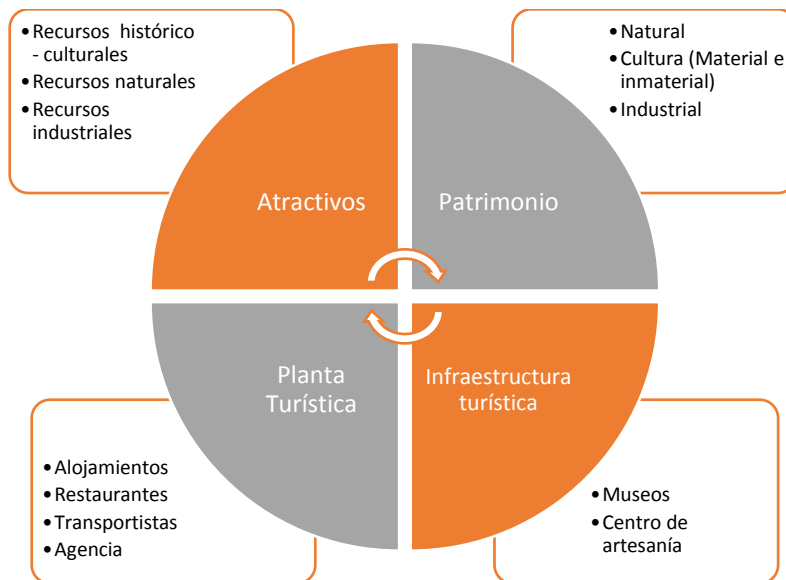 •Recursos histórico
- culturales
•Recursos naturales
•Recursos
industriales
•Natural
•Cultura (Material e
inmaterial)
•Industrial
Atractivos
Patrimonio
Planta
Turística
Infraestructura
turística
•Alojamientos
•Restaurantes
•Transportistas
•Agencia
•Museos
•Centro de
artesanía